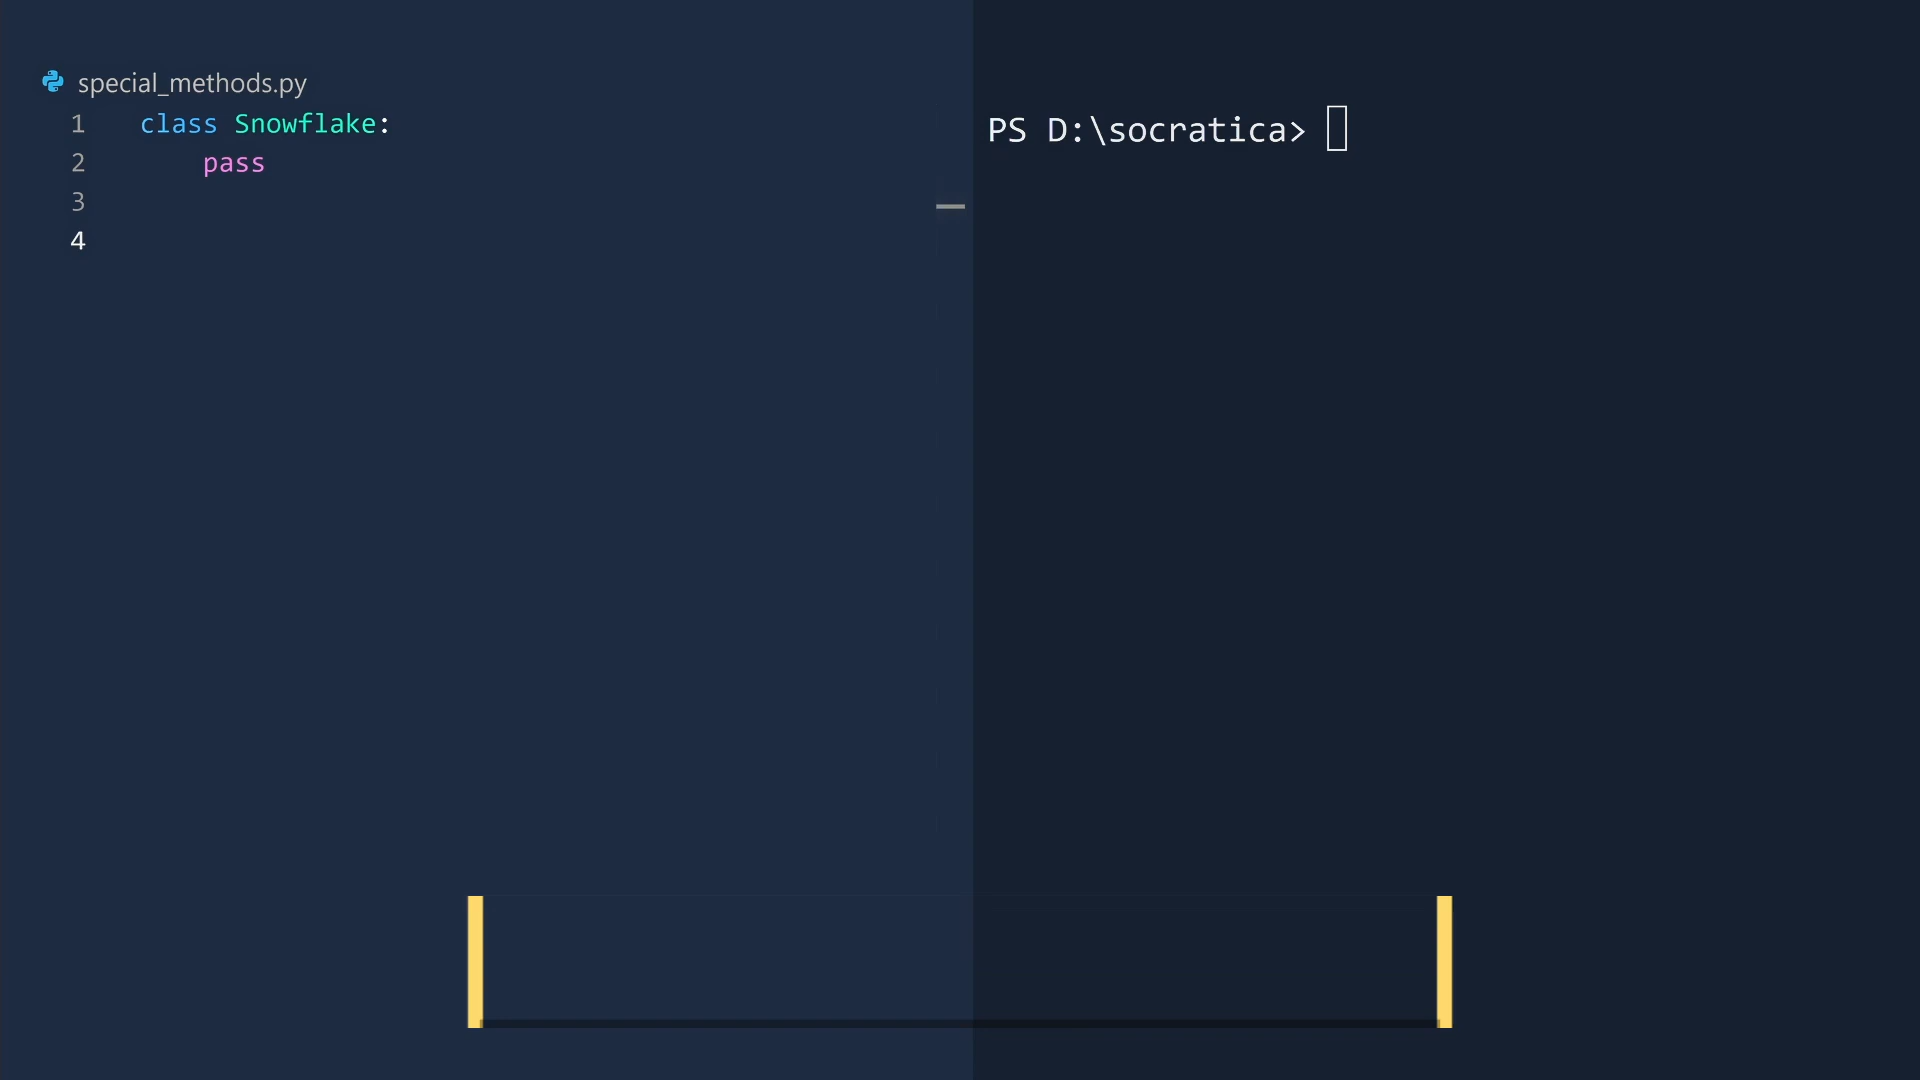 special_methods.py
1 class Snowflake:
2     pass
3
4
PS D:\socratica>